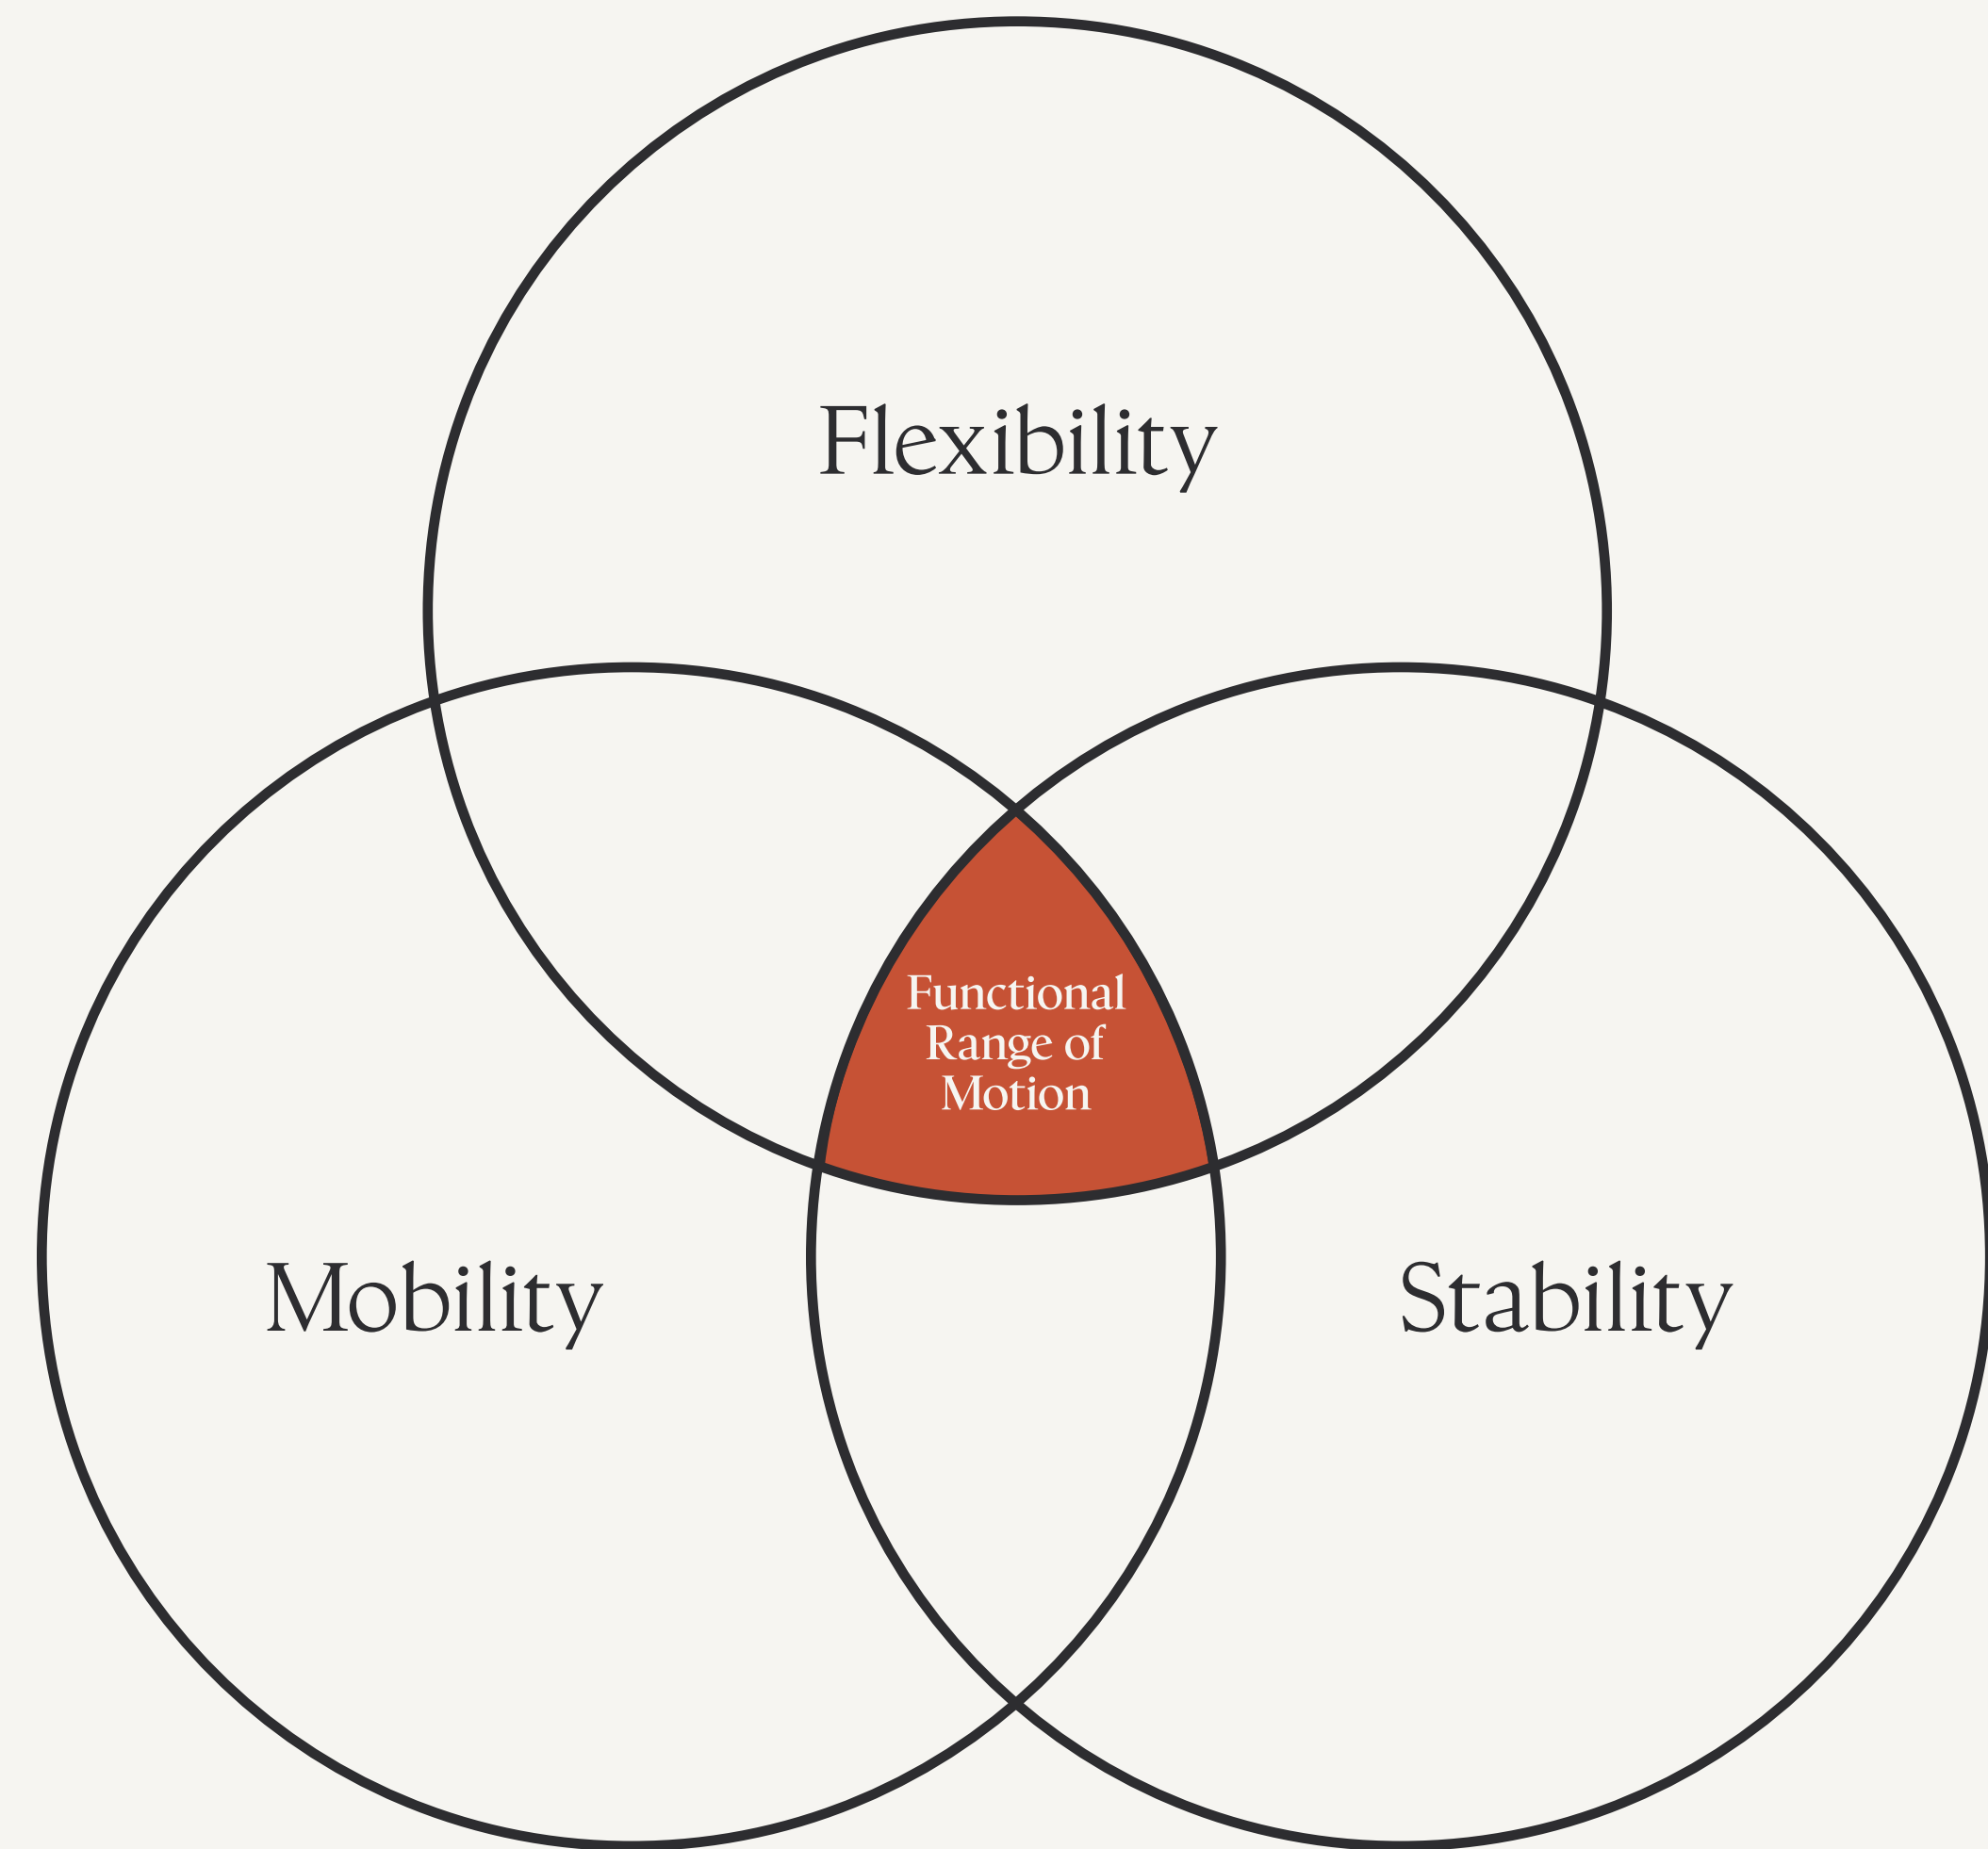 Flexibility
Functional
Range of
Motion
Mobility
Stability